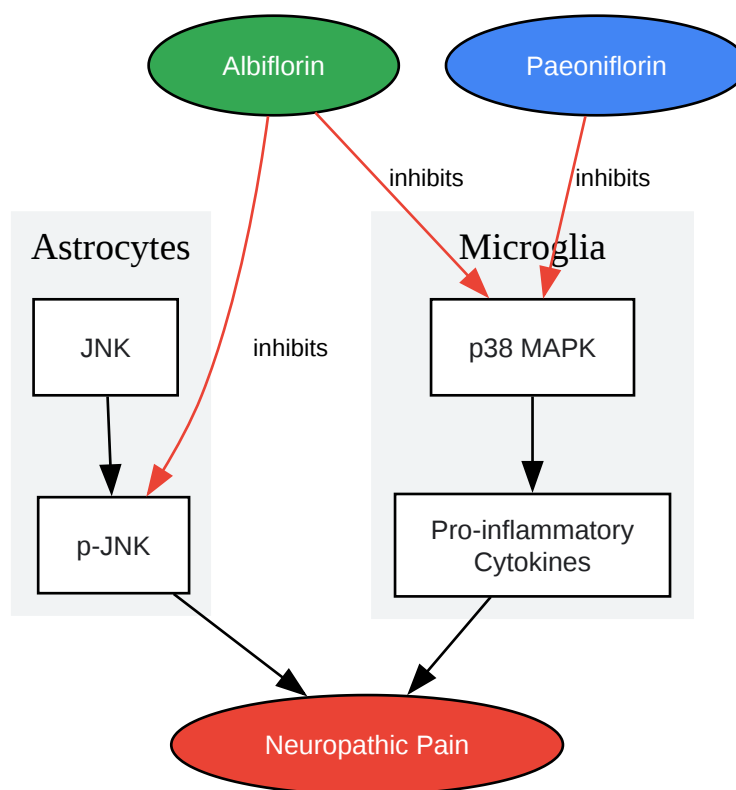 Albiflorin
Paeoniflorin
inhibits
inhibits
Astrocytes
Microglia
JNK
inhibits
p38 MAPK
p-JNK
Pro-inflammatory
Cytokines
Neuropathic Pain